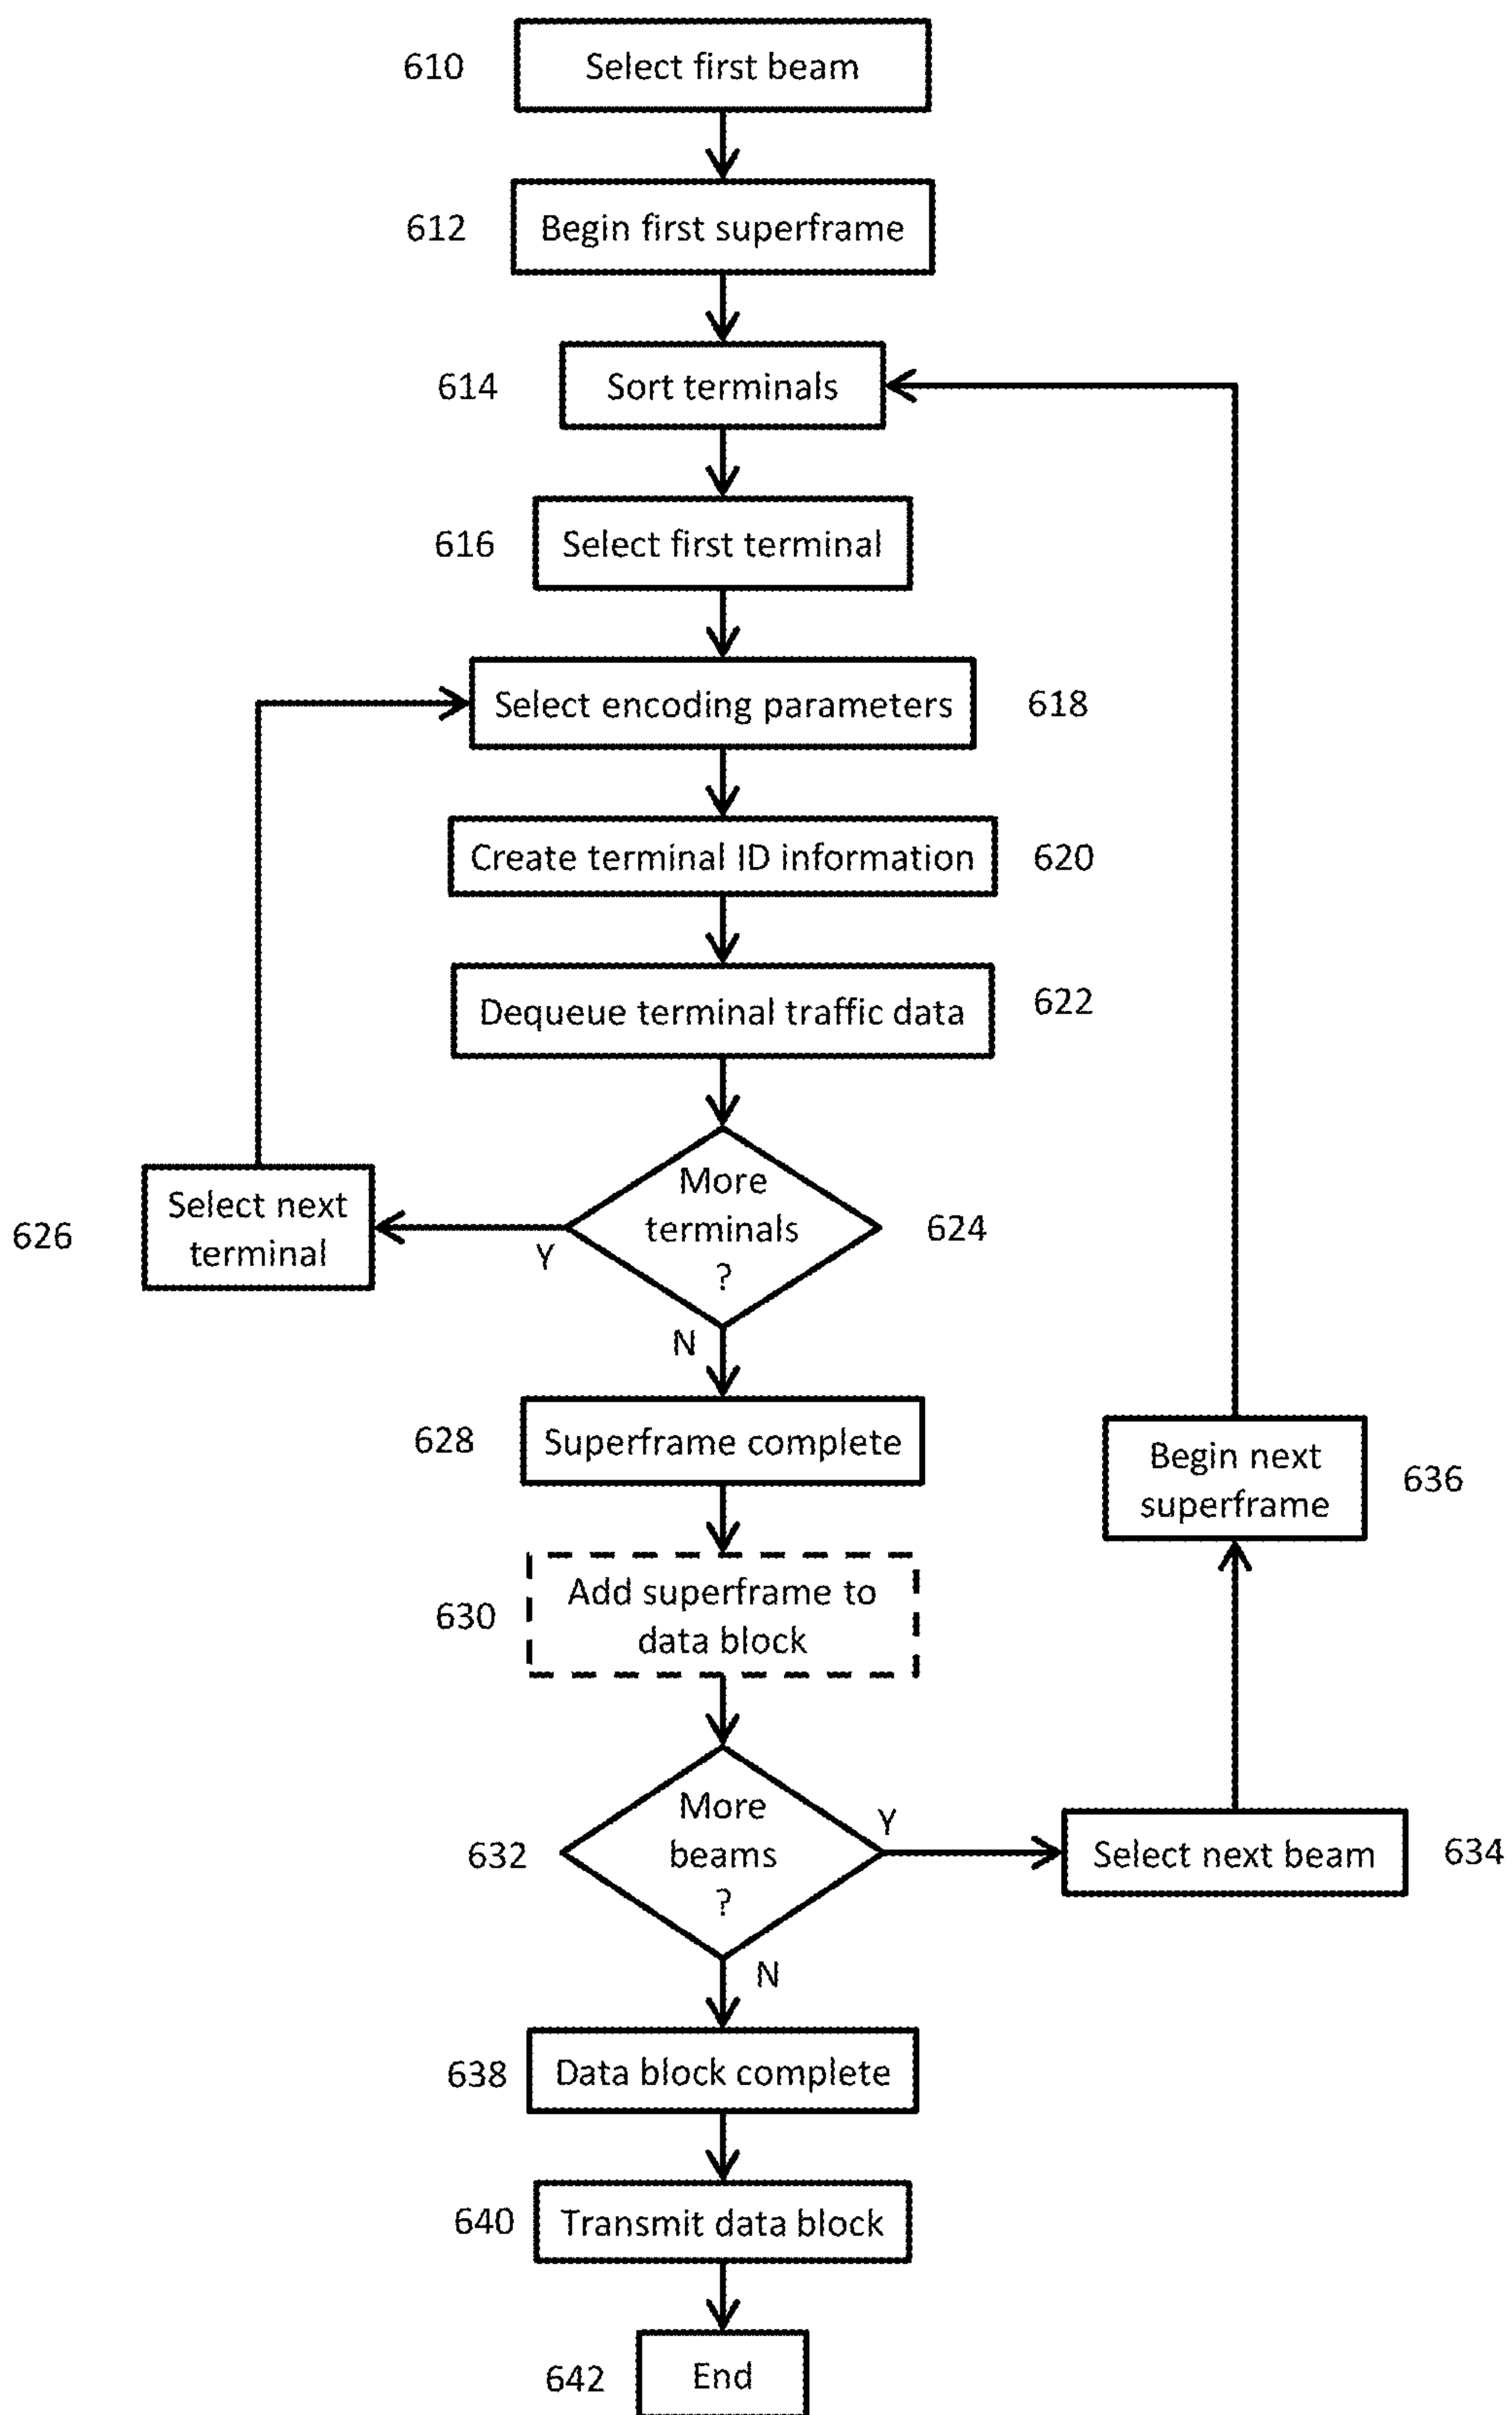 610
Select first beam
612
Begin first superframe
614
Sort terminals
616
Select first terminal
Select encoding parameters
618
Create terminal ID information
620
Dequeue terminal traffic data
622
626
Select next
terminal
Y
More
terminals
?
624
N
628
Superframe complete
Begin next
superframe
636
630
Add superframe to
data block
632
More
beams
?
Y
Select next beam
634
N
638
Data block complete
640
Transmit data block
642
End